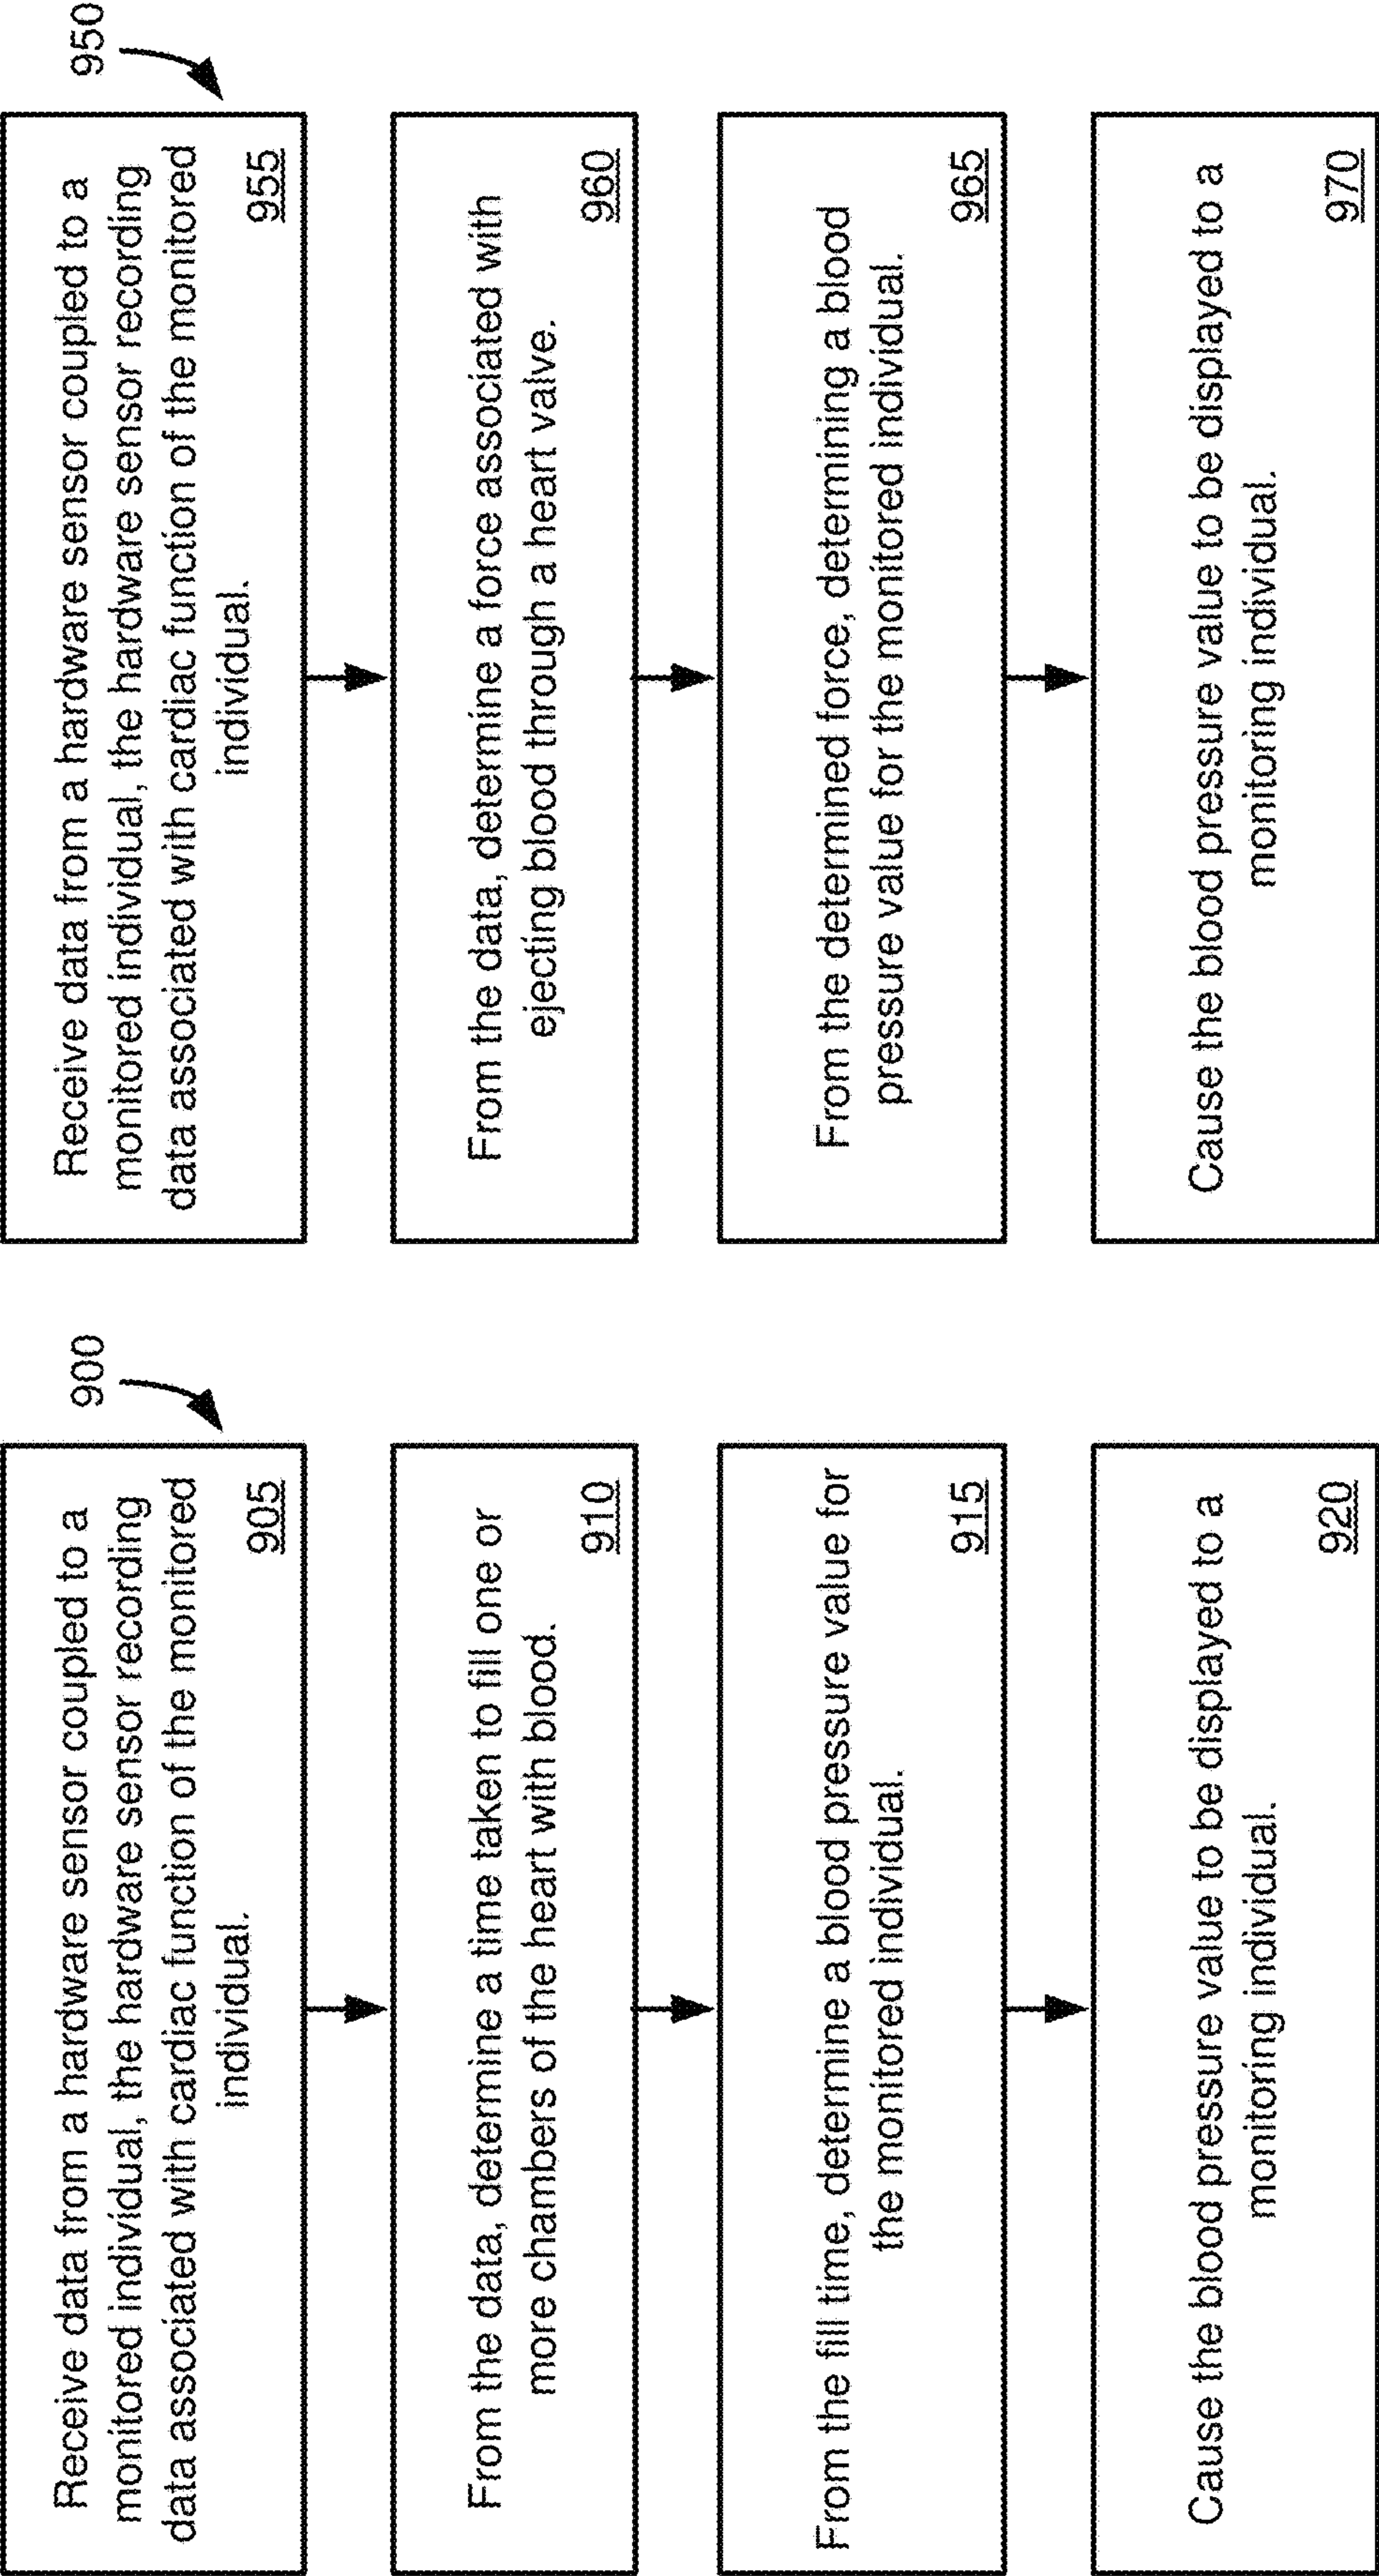 900
Receive data from a hardware sensor coupled to a
monitored individual, the hardware sensor recording
data associated with cardiac function of the monitored
individual.
905
From the data, determine a time taken to fill one or
more chambers of the heart with blood.
910
From the fill time, determine a blood pressure value for
the monitored individual.
915
Cause the blood pressure value to be displayed to a
monitoring individual.
920
950
Receive data from a hardware sensor coupled to a
monitored individual, the hardware sensor recording
data associated with cardiac function of the monitored
individual.
955
From the data, determine a force associated with
ejecting blood through a heart valve.
960
From the determined force, determining a blood
pressure value for the monitored individual.
965
Cause the blood pressure value to be displayed to a
monitoring individual.
970